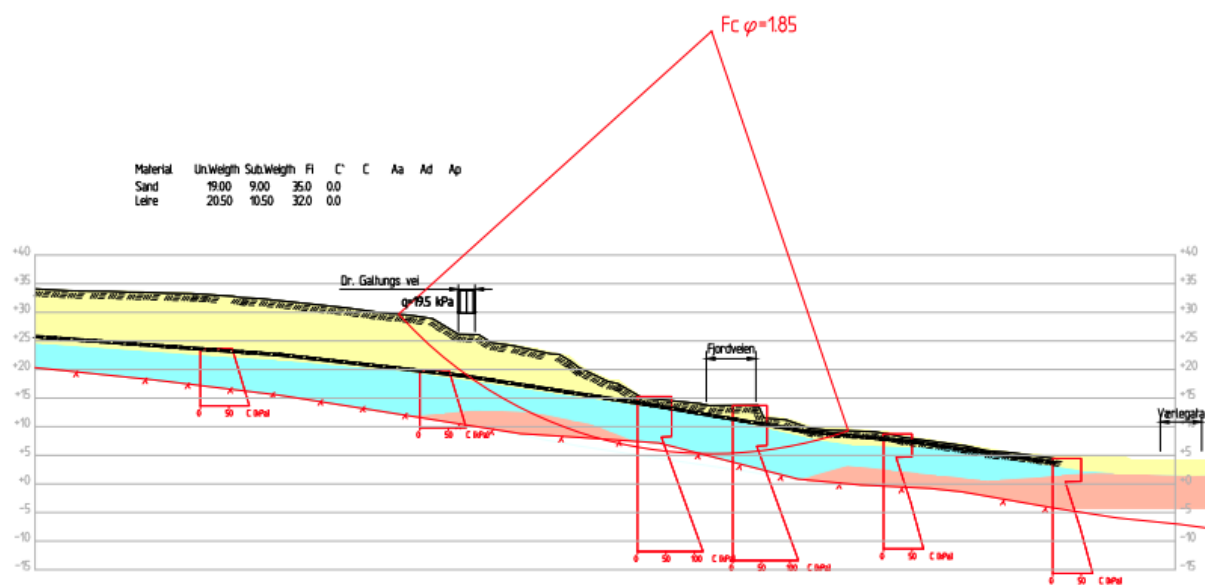 Fc φ=1.85
Material Un.Weigth Sub.Weigth Fi C` C Aa Ad Ap
Sand 19.00 9.00 35.0 0.0
Leire 20.50 10.50 32.0 0.0
+40 +40
Dr. Galtungs vei
+35 +35
q=19.5 kPa
+30 +30
+25 +25
Fjordveien
+20 +20
+15 +15
Værlegata
0 50 C (kPa)
+10 +10
0 50 C (kPa)
+5 +5
+0 +0
-5 -5
-10 -10
0 50 100 C (kPa)
0 50 100 C (kPa)
0 50 C (kPa)
-15 -15
0 50 C (kPa)